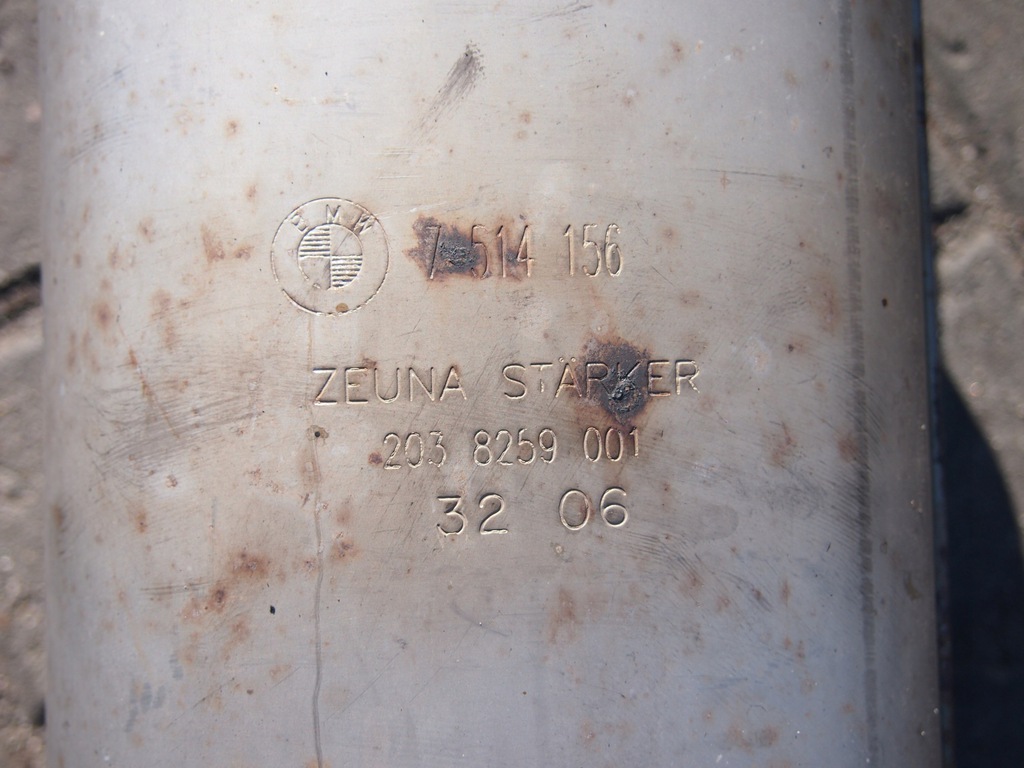 BMW 7 514 156
ZEUNA STÄRKER
203 8259 001
32 06